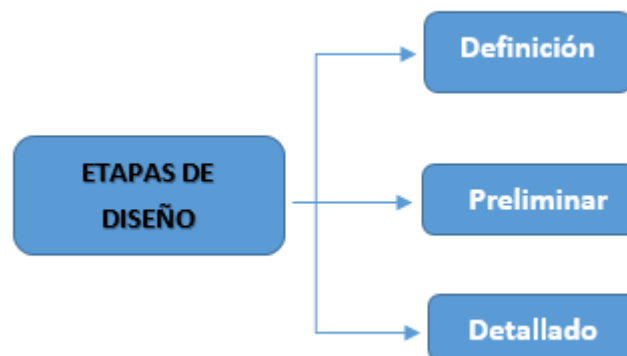 Definición
ETAPAS DE
DISEÑO
Preliminar
Detallado